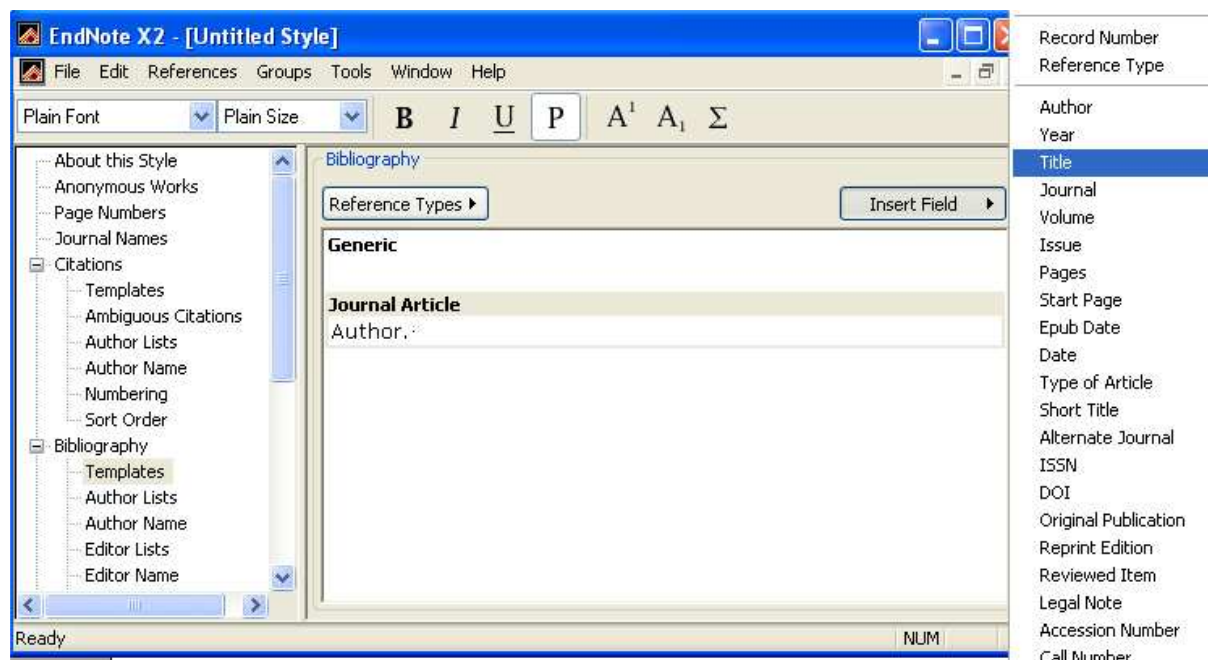 EndNote X2 - [Untitled Style]
File Edit References Groups Tools Window Help
Plain Font Plain Size B I U P A¹ A₁ Σ
About this Style
Anonymous Works
Page Numbers
Journal Names
Citations
Templates
Ambiguous Citations
Author Lists
Author Name
Numbering
Sort Order
Bibliography
Templates
Author Lists
Author Name
Editor Lists
Editor Name
Bibliography
Reference Types Insert Field
Generic
Journal Article
Author.·
Ready NUM
Record Number
Reference Type
Author
Year
Title
Journal
Volume
Issue
Pages
Start Page
Epub Date
Date
Type of Article
Short Title
Alternate Journal
ISSN
DOI
Original Publication
Reprint Edition
Reviewed Item
Legal Note
Accession Number
Call Number